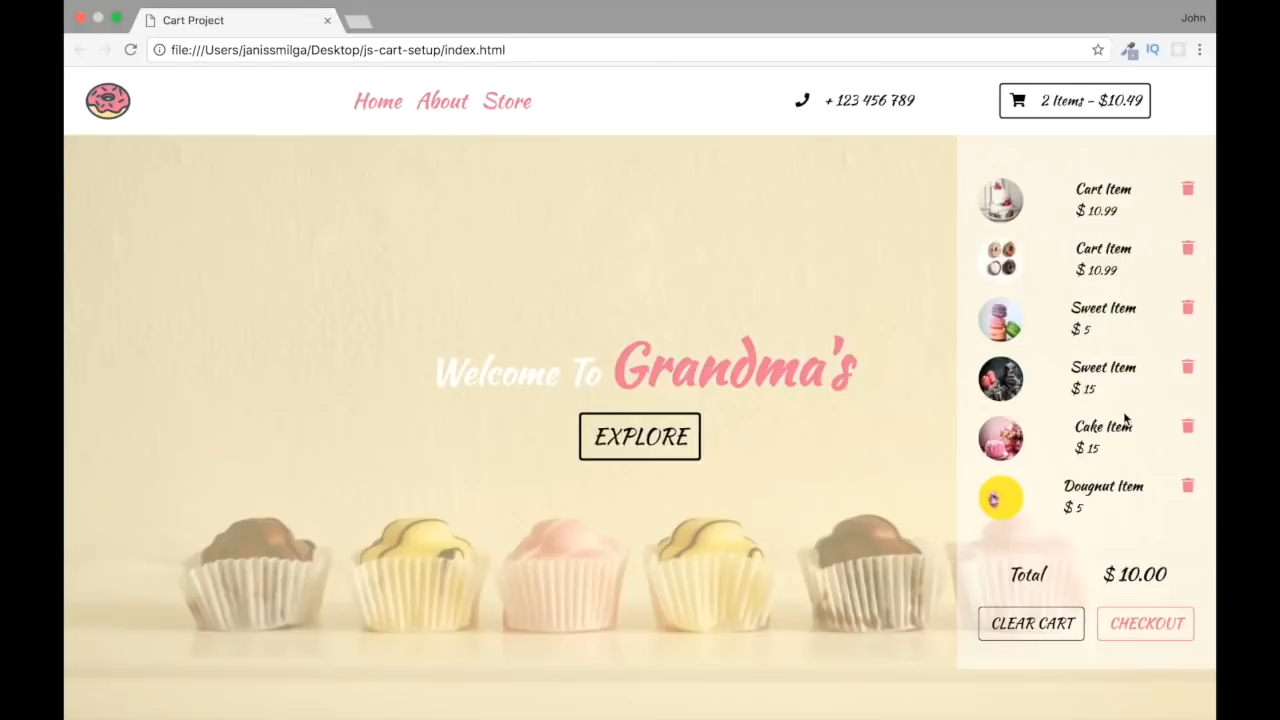 Cart Project
John
file:///Users/janissmilga/Desktop/js-cart-setup/index.html
IQ
Home About Store
+ 123 456 789
2 Items - $10.49
Cart Item
$ 10.99
Cart Item
$ 10.99
Sweet Item
$ 5
Sweet Item
$ 15
Cake Item
$ 15
Dougnut Item
$ 5
Welcome To Grandma's
EXPLORE
Total $ 10.00
CLEAR CART CHECKOUT